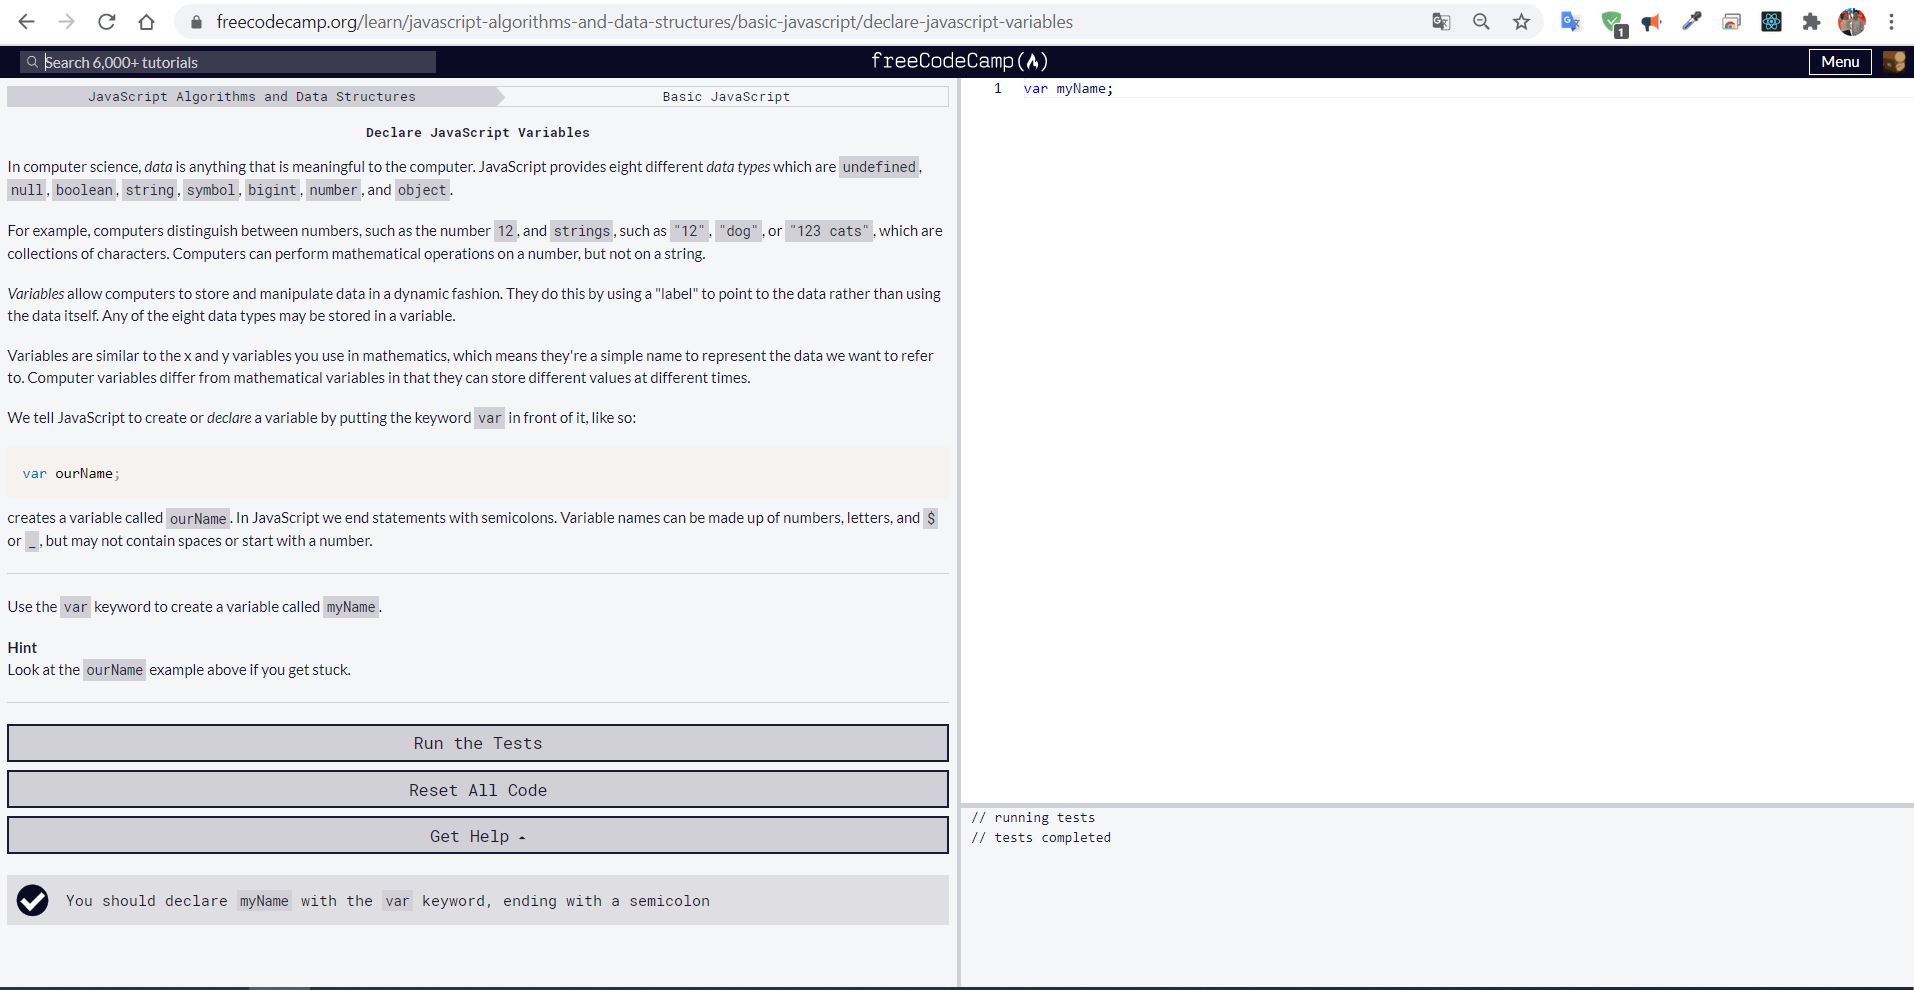 freecodecamp.org/learn/javascript-algorithms-and-data-structures/basic-javascript/declare-javascript-variables
1
Search 6,000+ tutorials
freeCodeCamp(🔥)
Menu
JavaScript Algorithms and Data Structures
Basic JavaScript
Declare JavaScript Variables
In computer science, data is anything that is meaningful to the computer. JavaScript provides eight different data types which are undefined,
null, boolean, string, symbol, bigint, number, and object.
For example, computers distinguish between numbers, such as the number 12, and strings, such as "12", "dog", or "123 cats", which are
collections of characters. Computers can perform mathematical operations on a number, but not on a string.
Variables allow computers to store and manipulate data in a dynamic fashion. They do this by using a "label" to point to the data rather than using
the data itself. Any of the eight data types may be stored in a variable.
Variables are similar to the x and y variables you use in mathematics, which means they're a simple name to represent the data we want to refer
to. Computer variables differ from mathematical variables in that they can store different values at different times.
We tell JavaScript to create or declare a variable by putting the keyword var in front of it, like so:
var ourName;
creates a variable called ourName. In JavaScript we end statements with semicolons. Variable names can be made up of numbers, letters, and $
or _, but may not contain spaces or start with a number.
Use the var keyword to create a variable called myName.
Hint
Look at the ourName example above if you get stuck.
Run the Tests
Reset All Code
Get Help
You should declare myName with the var keyword, ending with a semicolon
1 var myName;
// running tests
// tests completed